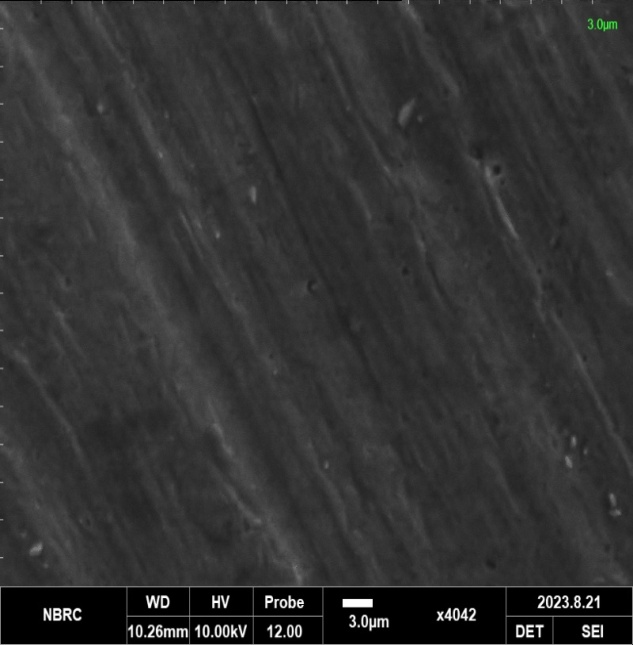 3.0μm
NBRC
WD
HV
Probe
10.26mm
10.00kV
12.00
3.0μm
x4042
2023.8.21
DET
SEI